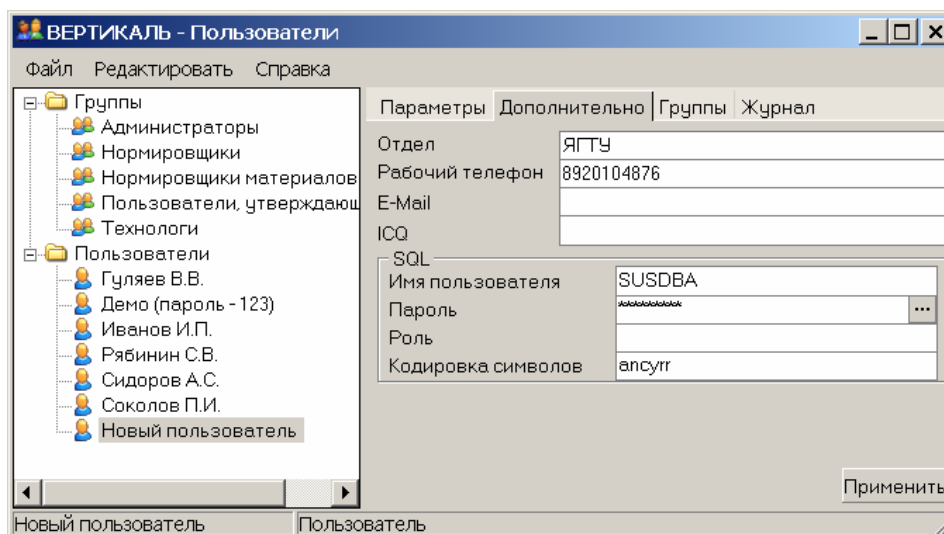 ВЕРТИКАЛЬ - Пользователи
Файл Редактировать Справка
Группы
Администраторы
Нормировщики
Нормировщики материалов
Пользователи, утверждающ
Технологи
Пользователи
Гуляев В.В.
Демо (пароль - 123)
Иванов И.П.
Рябинин С.В.
Сидоров А.С.
Соколов П.И.
Новый пользователь
Параметры Дополнительно Группы Журнал
Отдел ЯГТУ
Рабочий телефон 8920104876
E-Mail
ICQ
SQL
Имя пользователя SUSDBA
Пароль **********
Роль
Кодировка символов ancyrr
Применить
Новый пользователь Пользователь